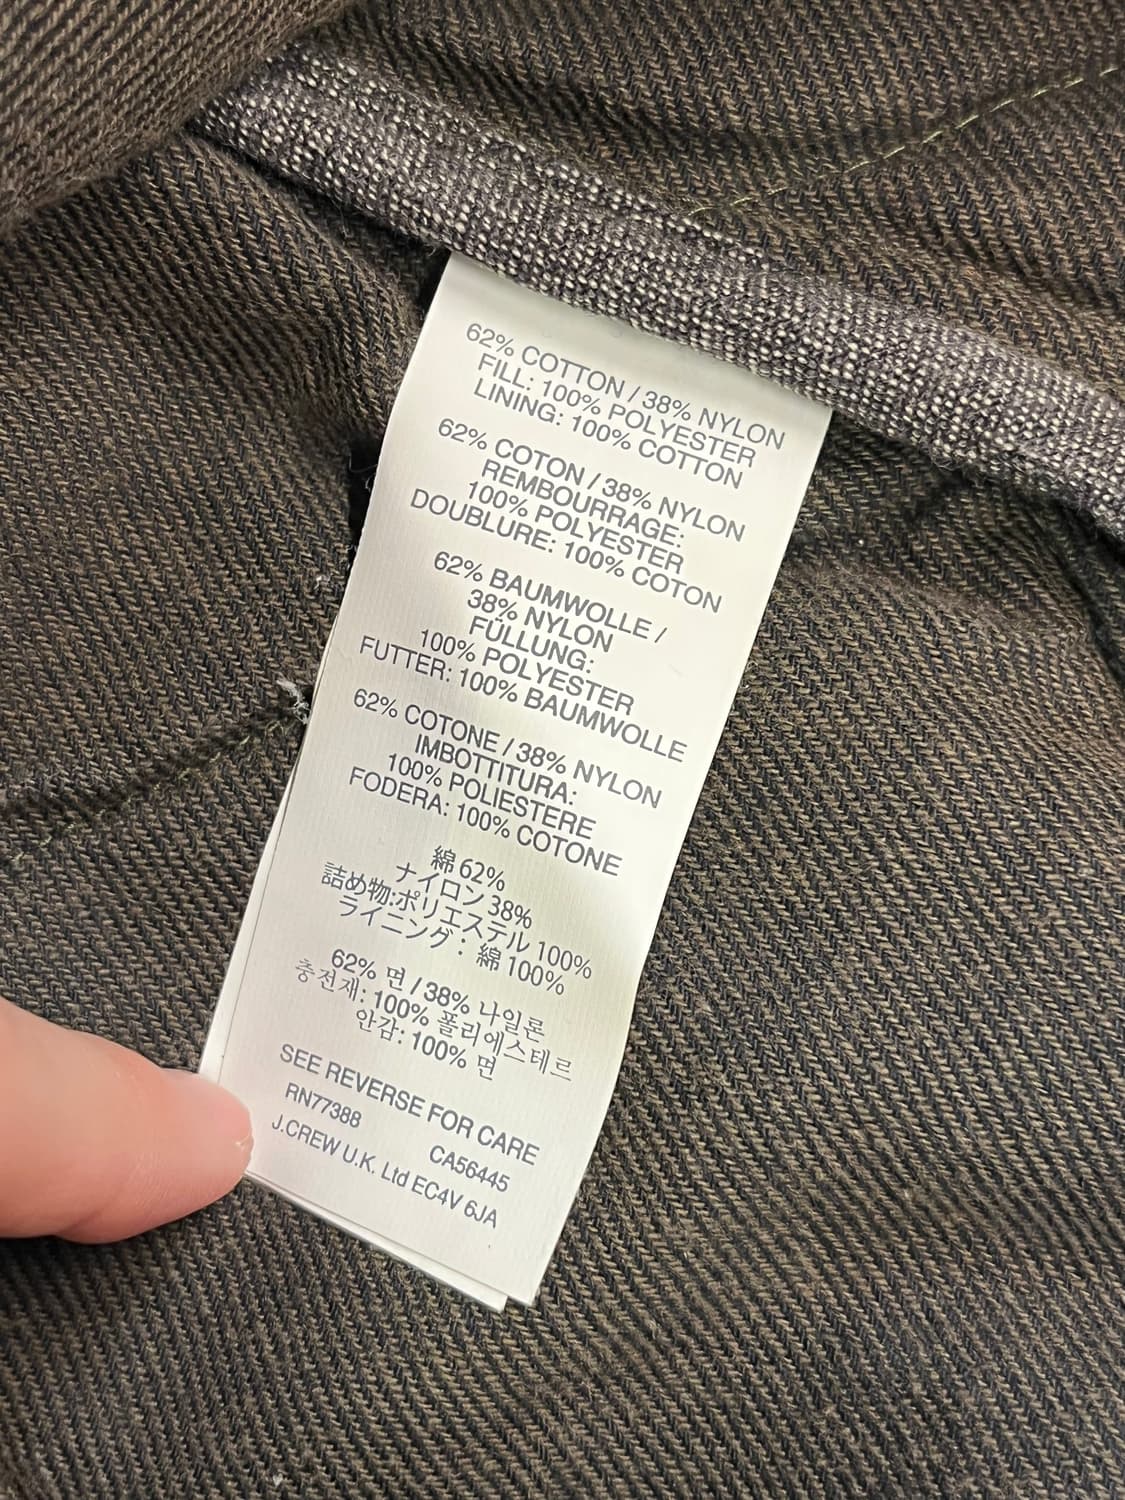 62% COTTON / 38% NYLON
FILL: 100% POLYESTER
LINING: 100% COTTON
62% COTON / 38% NYLON
REMBOURRAGE:
100% POLYESTER
DOUBLURE: 100% COTON
62% BAUMWOLLE /
38% NYLON
FÜLLUNG:
100% POLYESTER
FUTTER: 100% BAUMWOLLE
62% COTONE / 38% NYLON
IMBOTTITURA:
100% POLIESTERE
FODERA: 100% COTONE
綿 62%
ナイロン 38%
詰め物:ポリエステル 100%
ライニング: 綿 100%
62% 면 / 38% 나일론
충전재: 100% 폴리에스테르
안감: 100% 면
SEE REVERSE FOR CARE
RN77388 CA56445
J.CREW U.K. Ltd EC4V 6JA